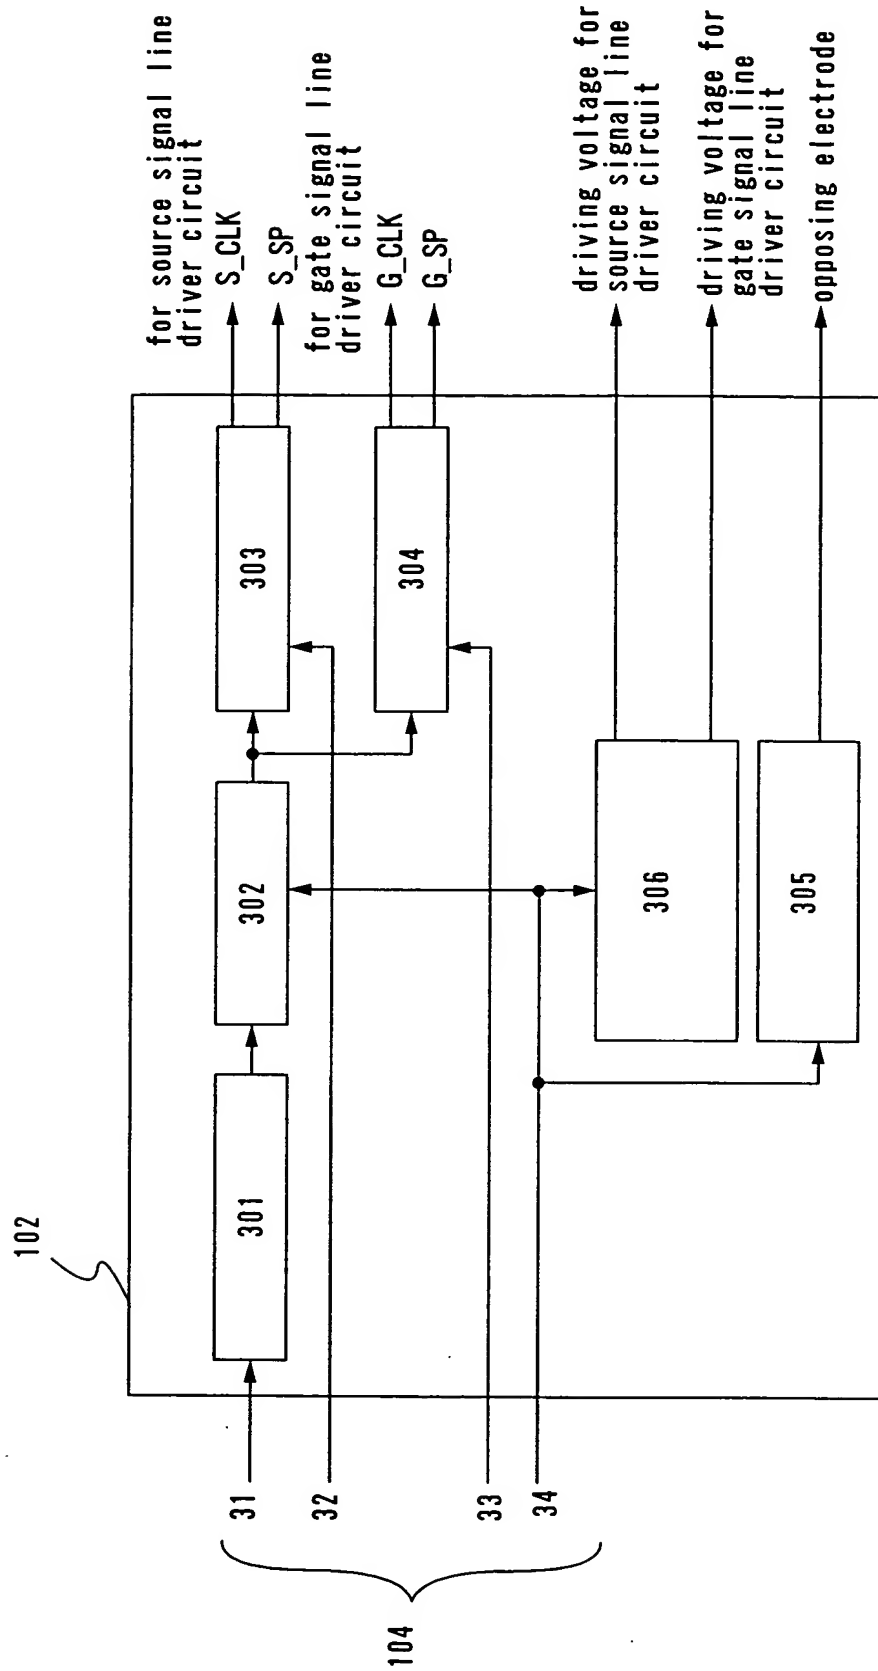 102
104
31
32
33
34
301
302
303
304
306
305
for source signal line
driver circuit
S_CLK
S_SP
for gate signal line
driver circuit
G_CLK
G_SP
driving voltage for
source signal line
driver circuit
driving voltage for
gate signal line
driver circuit
opposing electrode